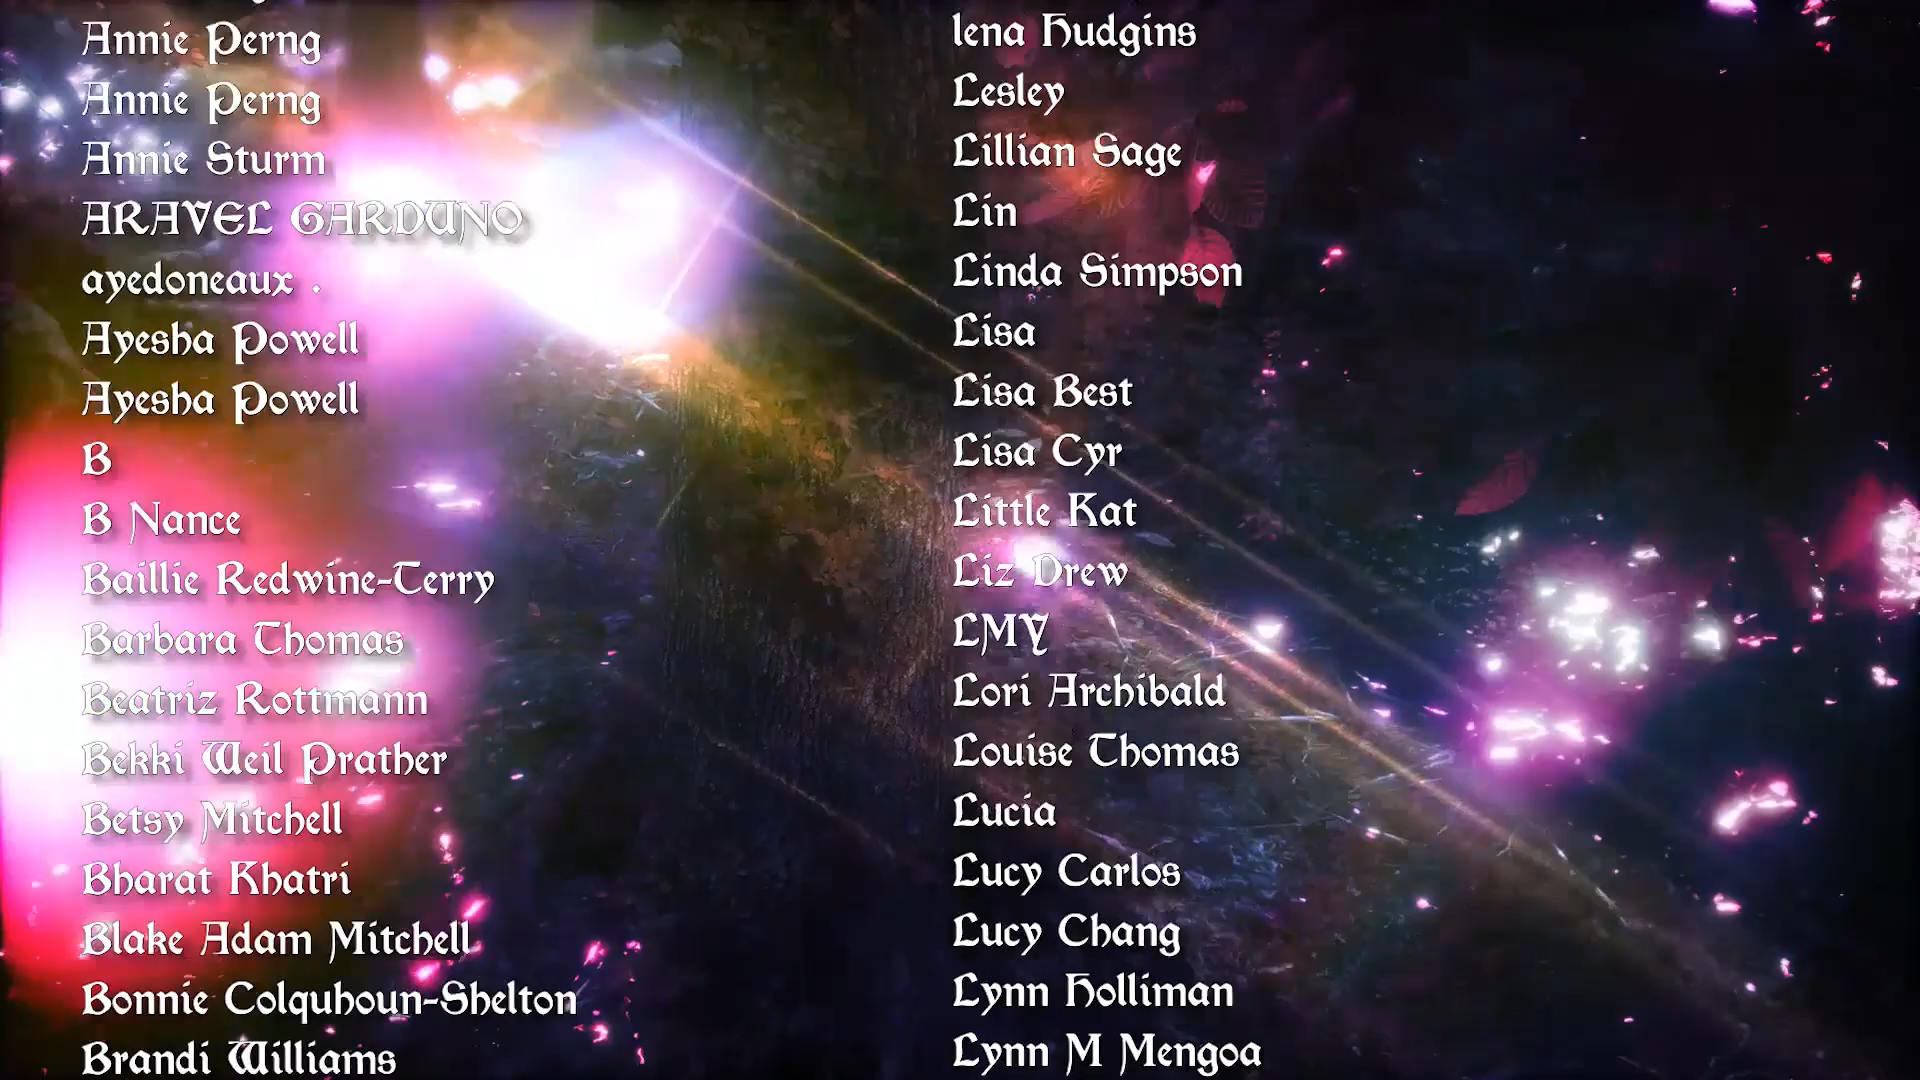 Annie Perng
Annie Perng
Annie Sturm
ARAVEL GARDUNO
ayedoneaux .
Ayesha Powell
Ayesha Powell
B
B Nance
Baillie Redwine-Terry
Barbara Thomas
Beatriz Rottmann
Bekki Weil Prather
Betsy Mitchell
Bharat Khatri
Blake Adam Mitchell
Bonnie Colquhoun-Shelton
Brandi Williams
lena Hudgins
Lesley
Lillian Sage
Lin
Linda Simpson
Lisa
Lisa Best
Lisa Cyr
Little Kat
Liz Drew
LMY
Lori Archibald
Louise Thomas
Lucia
Lucy Carlos
Lucy Chang
Lynn Holliman
Lynn M Mengoa